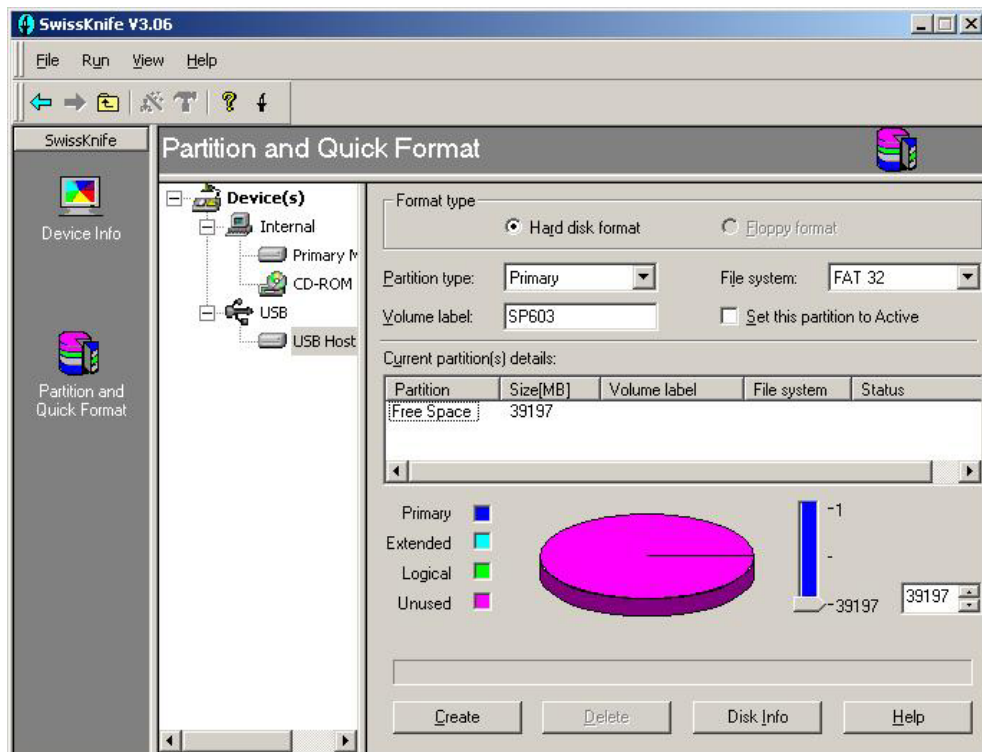 SwissKnife V3.06
File Run View Help
SwissKnife
Device Info
Partition and
Quick Format
Partition and Quick Format
Device(s)
Internal
Primary M
CD-ROM
USB
USB Host
Format type
Hard disk format
Floppy format
Partition type: Primary
File system: FAT 32
Volume label: SP603
Set this partition to Active
Current partition(s) details:
Partition Size[MB] Volume label File system Status
Free Space 39197
Primary
Extended
Logical
Unused
-1
-
-39197
39197
Create Delete Disk Info Help